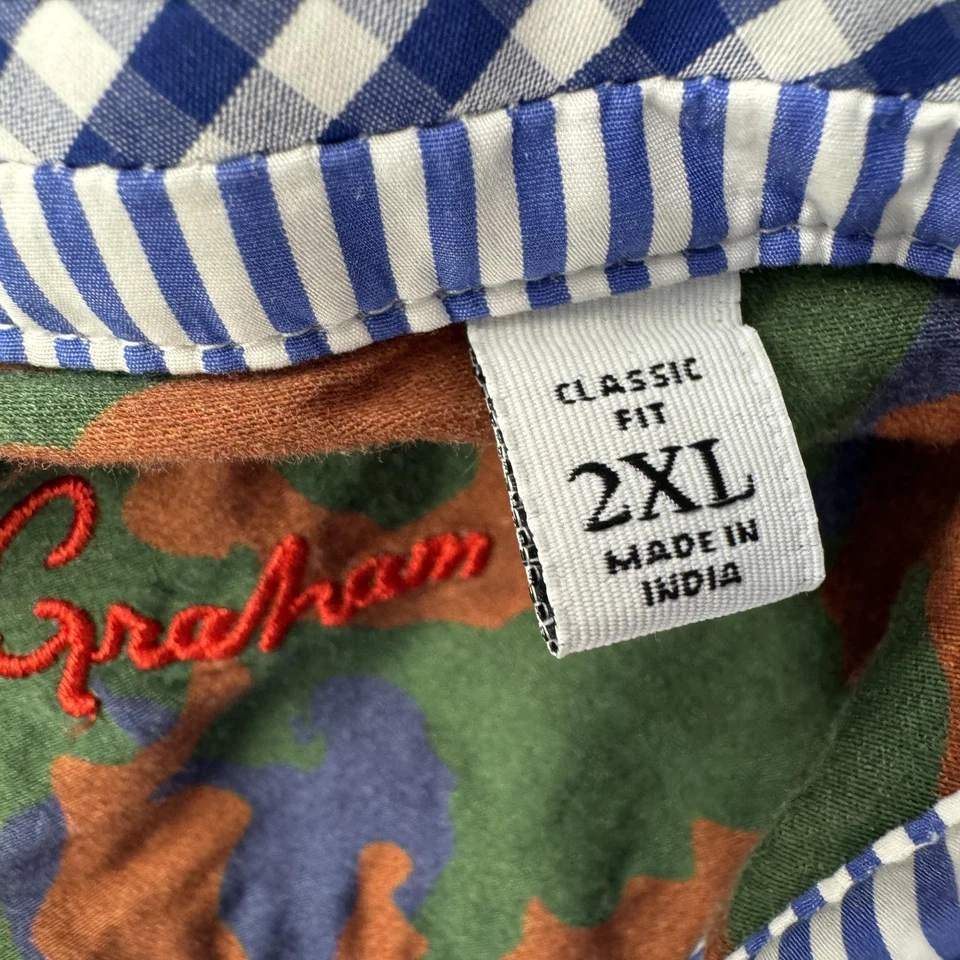 Graham
CLASSIC
FIT
2XL
MADE IN
INDIA